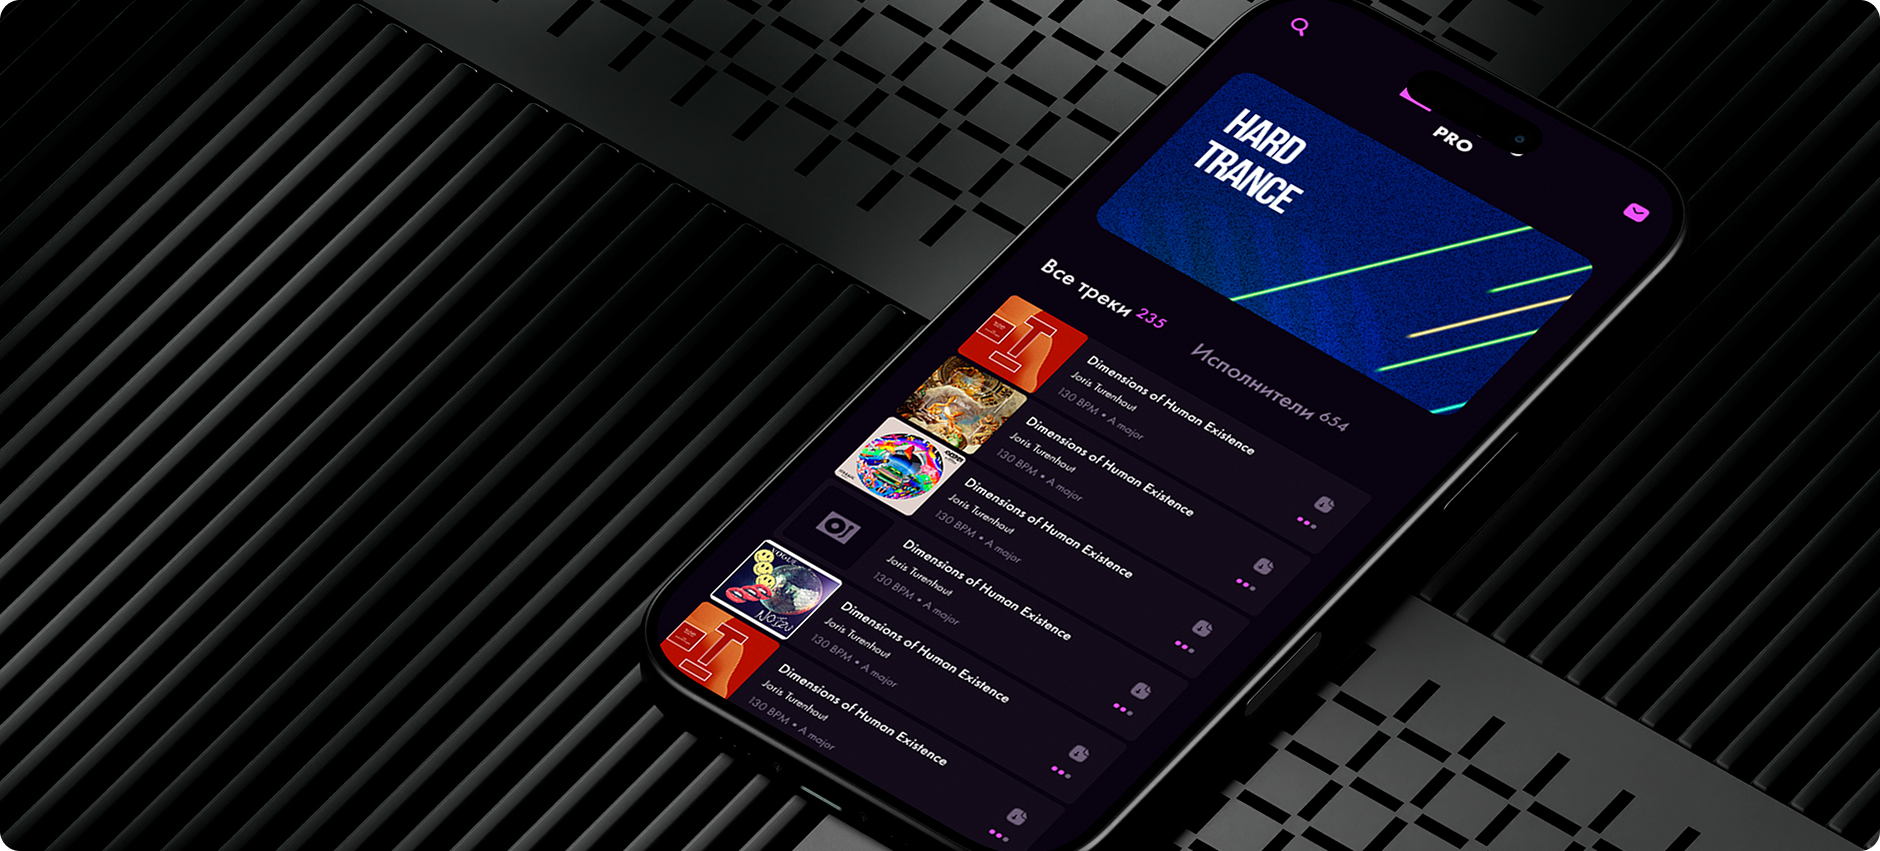 PRO
HARD
TRANCE
Все треки 235
Исполнители 654
Dimensions of Human Existence
Joris Turenhout
130 BPM • A major
Dimensions of Human Existence
Joris Turenhout
130 BPM • A major
Dimensions of Human Existence
Joris Turenhout
130 BPM • A major
Dimensions of Human Existence
Joris Turenhout
130 BPM • A major
VOGUE
NOIZU
Dimensions of Human Existence
Joris Turenhout
130 BPM • A major
Dimensions of Human Existence
Joris Turenhout
130 BPM • A major